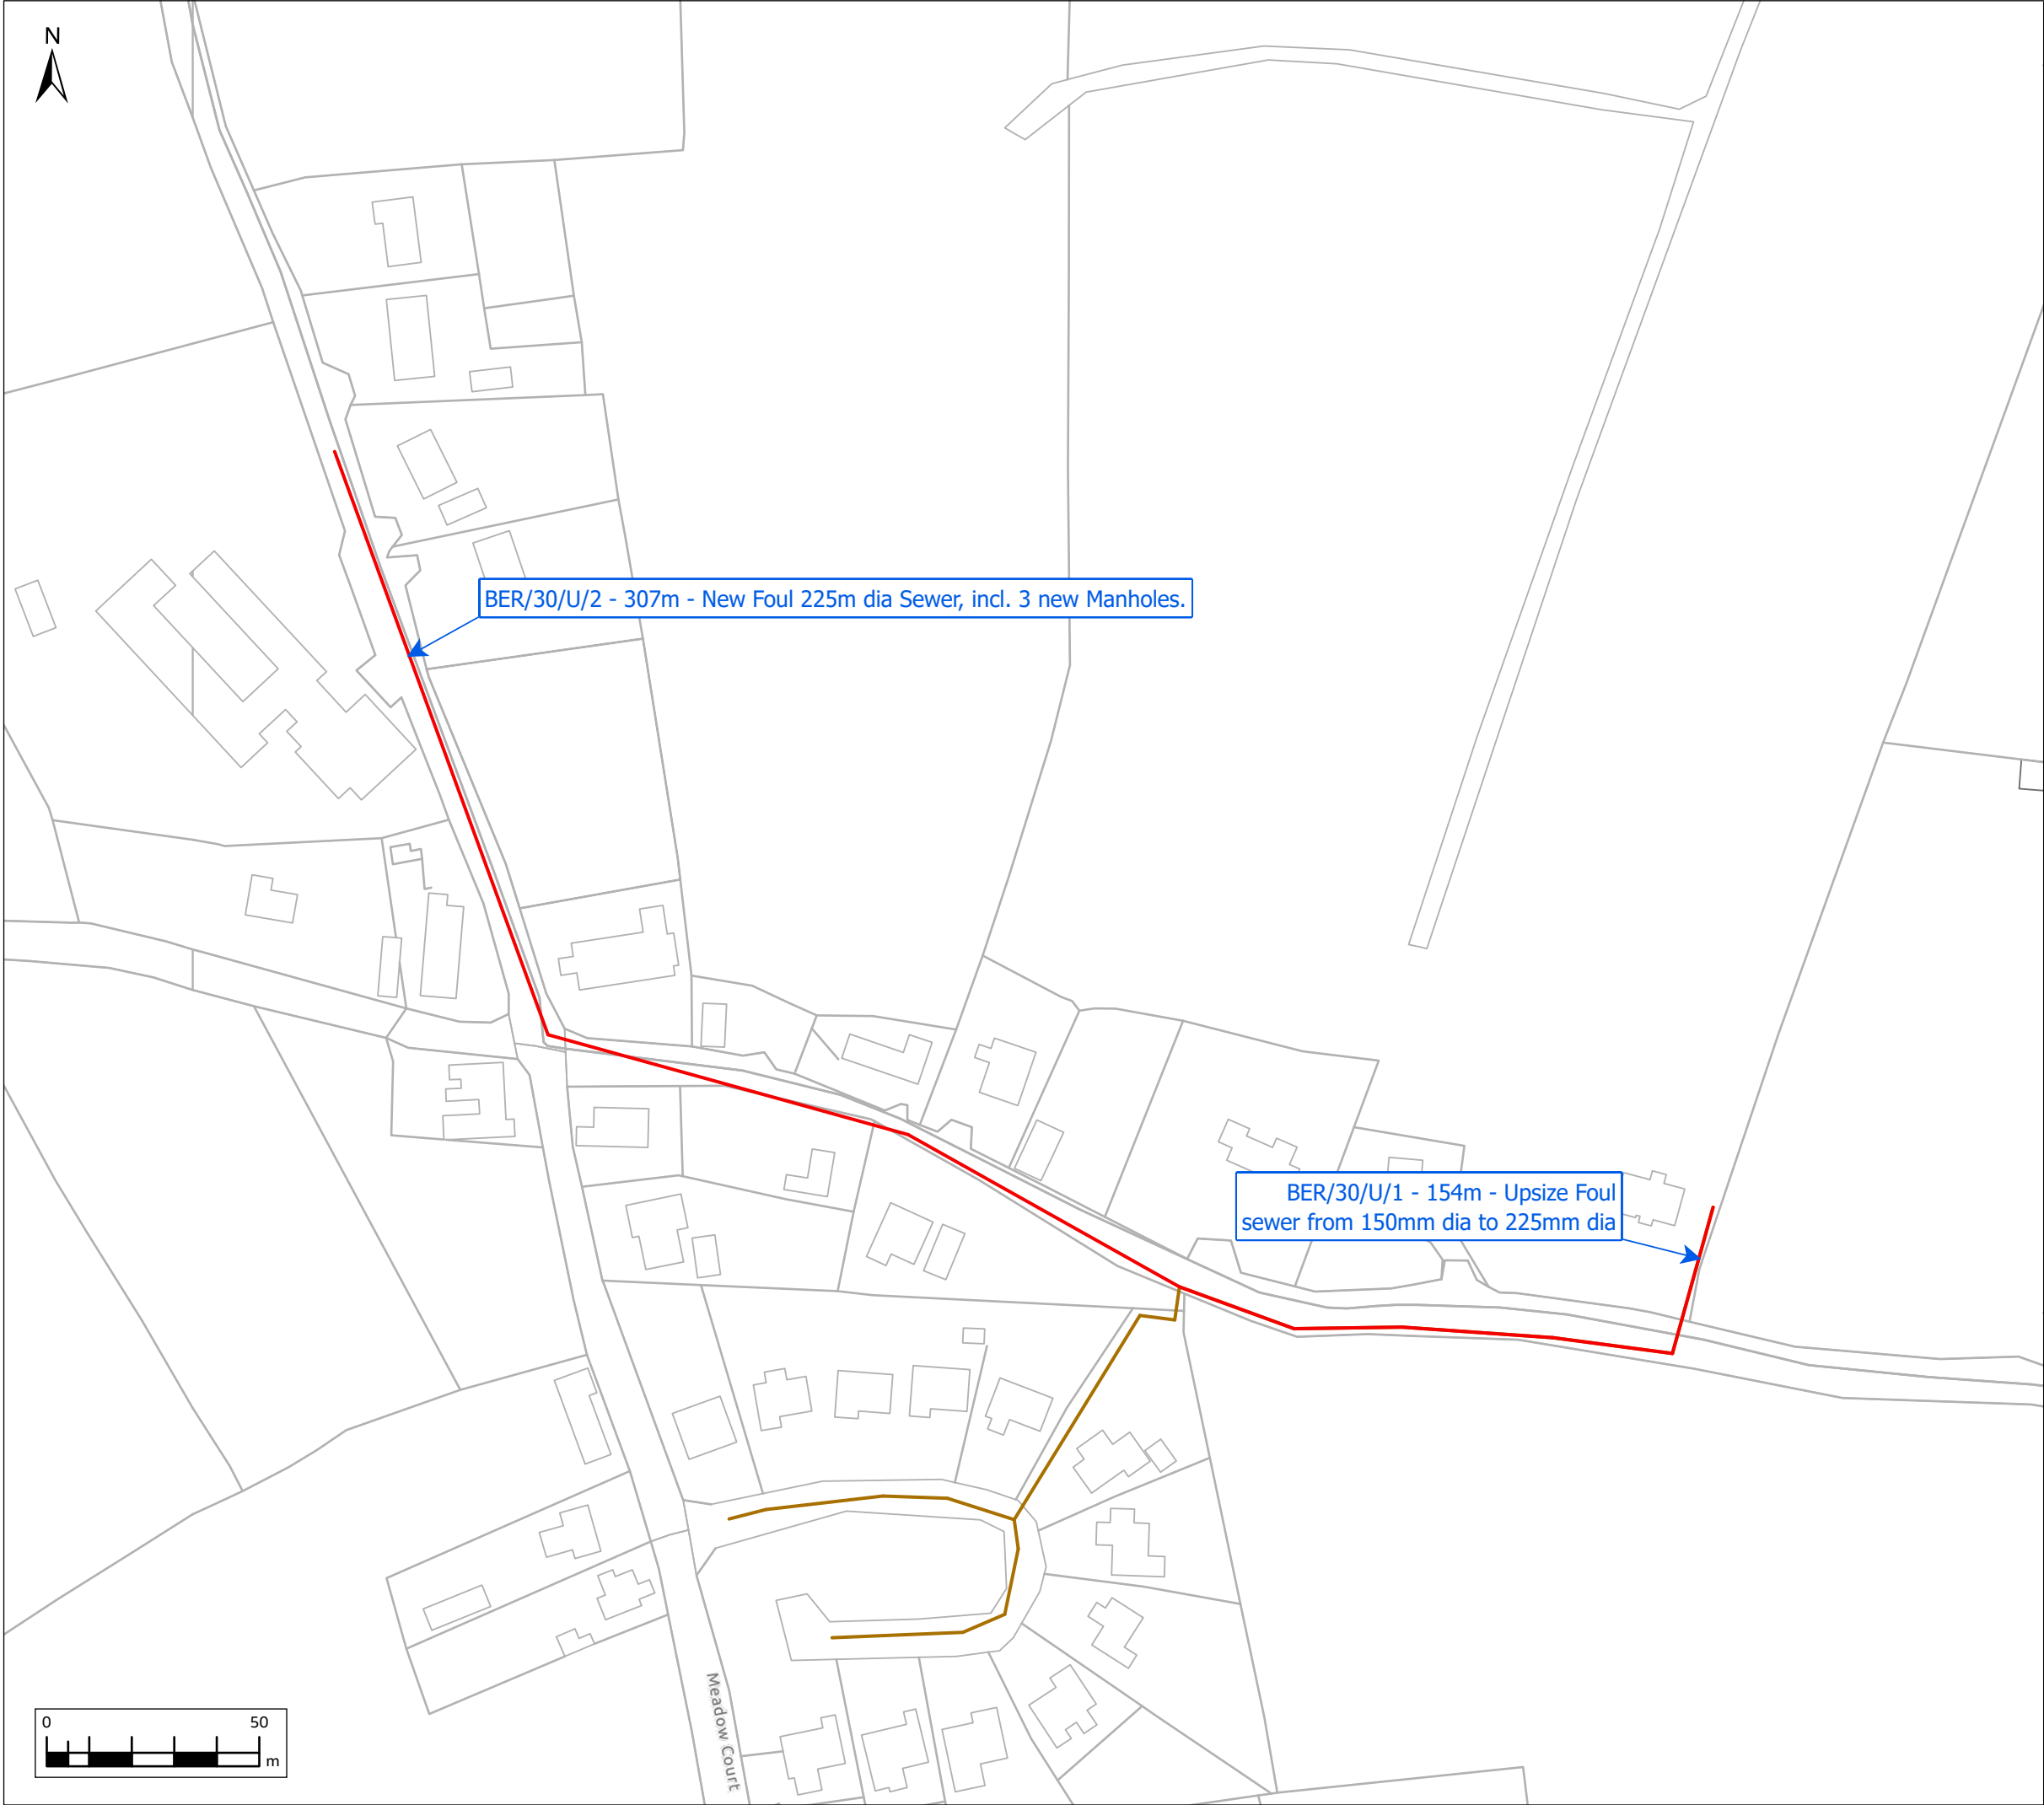 N
BER/30/U/2 - 307m - New Foul 225m dia Sewer, incl. 3 new Manholes.
BER/30/U/1 - 154m - Upsize Foul
sewer from 150mm dia to 225mm dia
Meadow Court
0 50
m